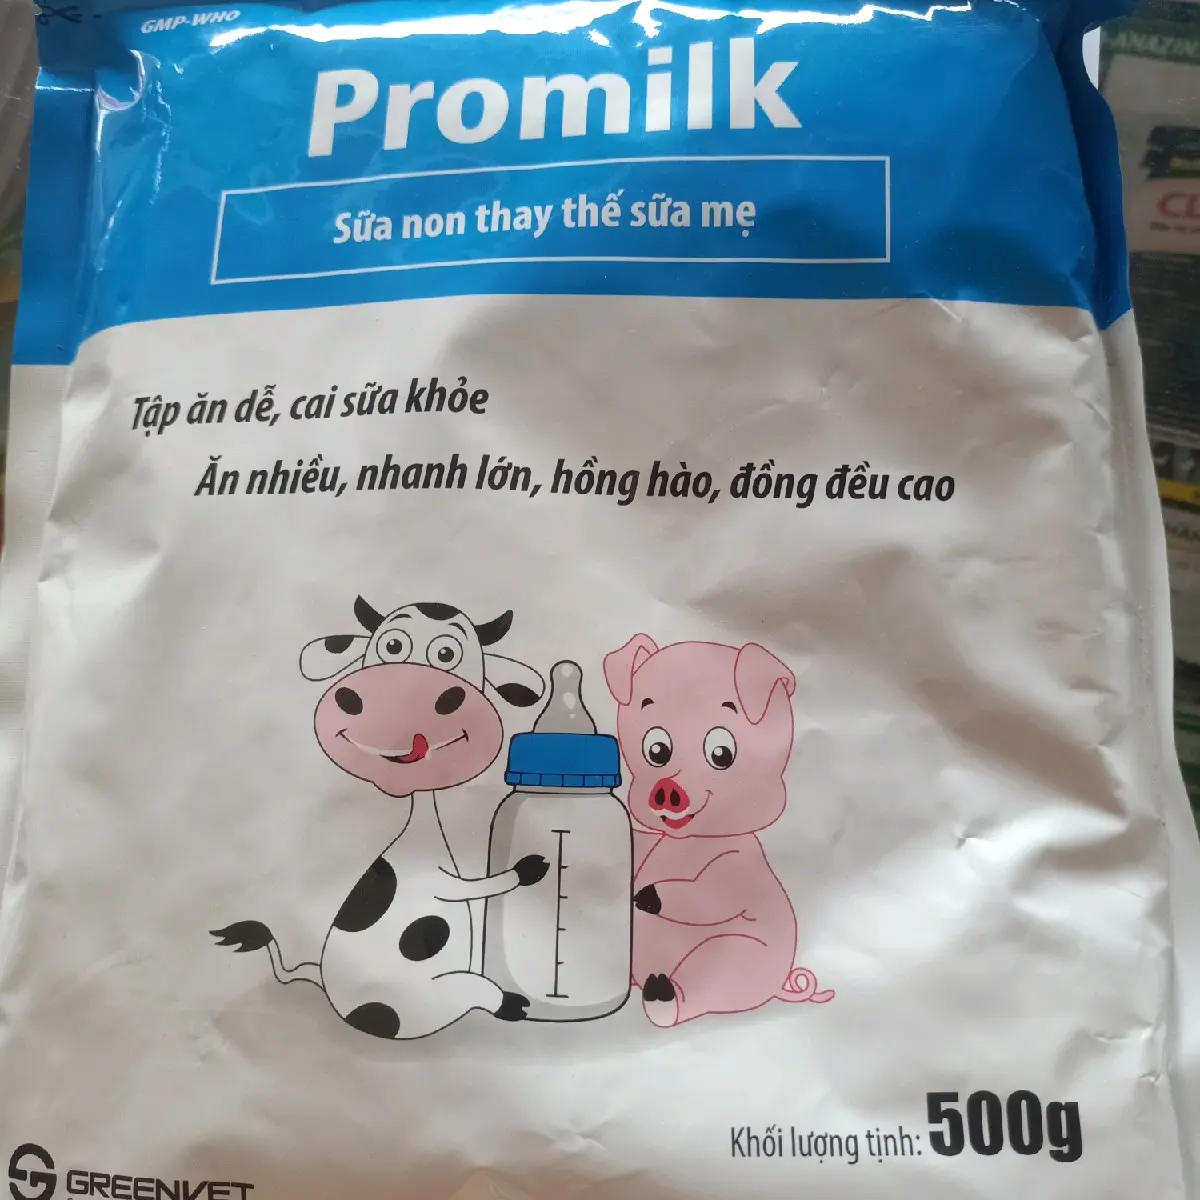 GMP-WHO
Promilk
Sữa non thay thế sữa mẹ
Tập ăn dễ, cai sữa khỏe
Ăn nhiều, nhanh lớn, hồng hào, đồng đều cao
Khối lượng tịnh: 500g
GREENVET